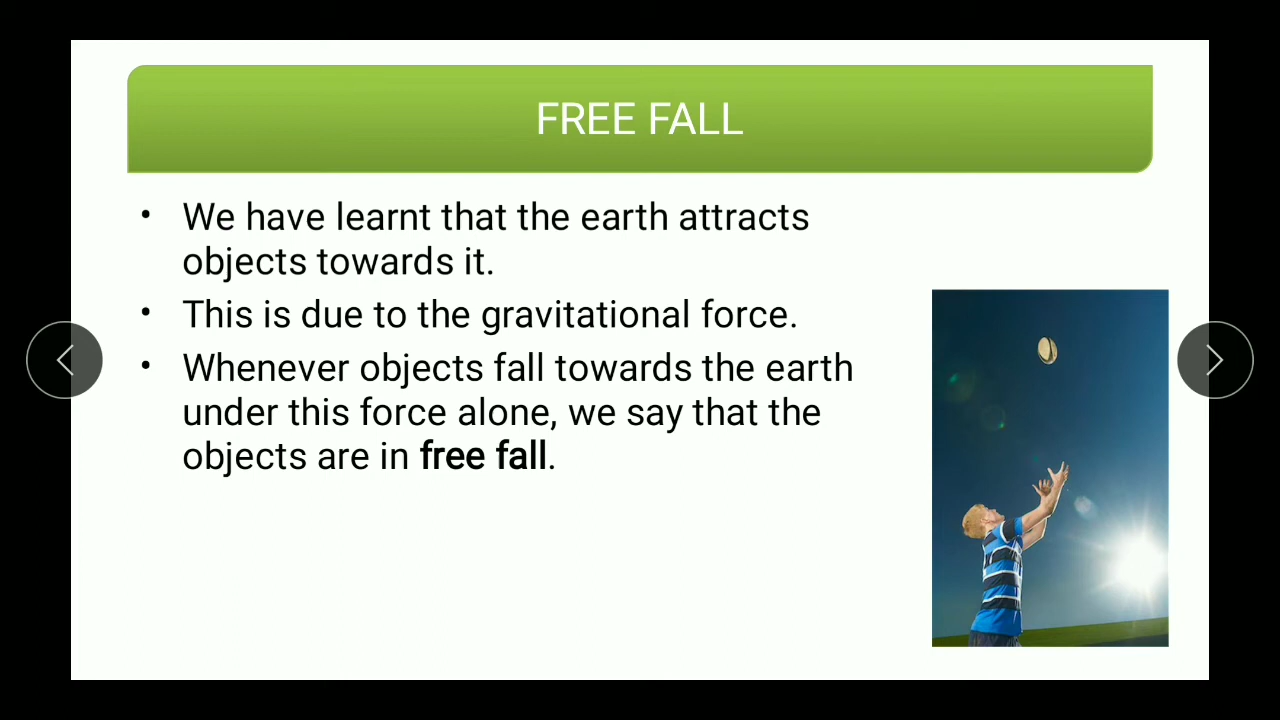 FREE FALL
• We have learnt that the earth attracts
objects towards it.
• This is due to the gravitational force.
• Whenever objects fall towards the earth
under this force alone, we say that the
objects are in free fall.